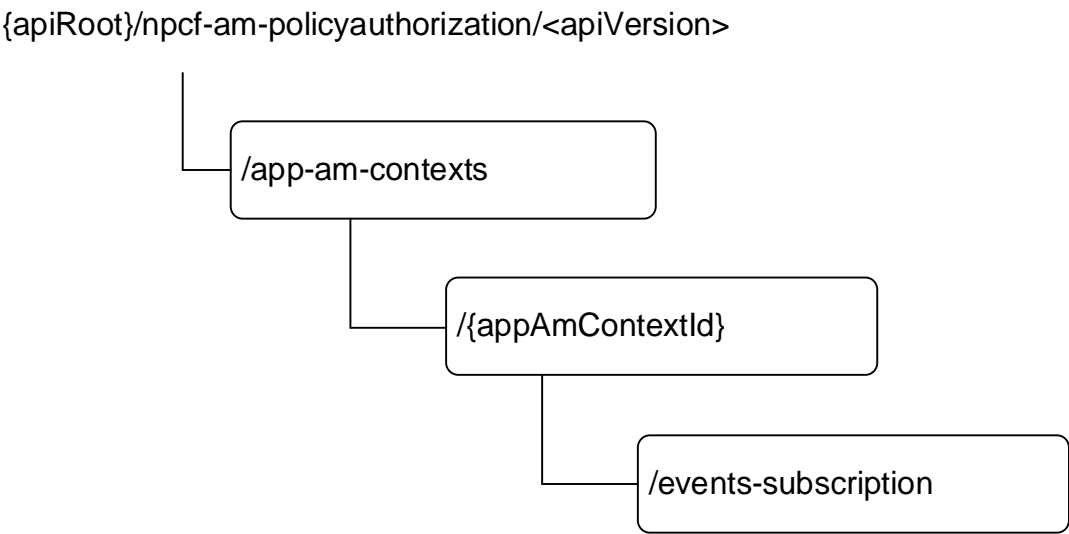 {apiRoot}/npcf-am-policyauthorization/<apiVersion>
/app-am-contexts
/{appAmContextId}
/events-subscription